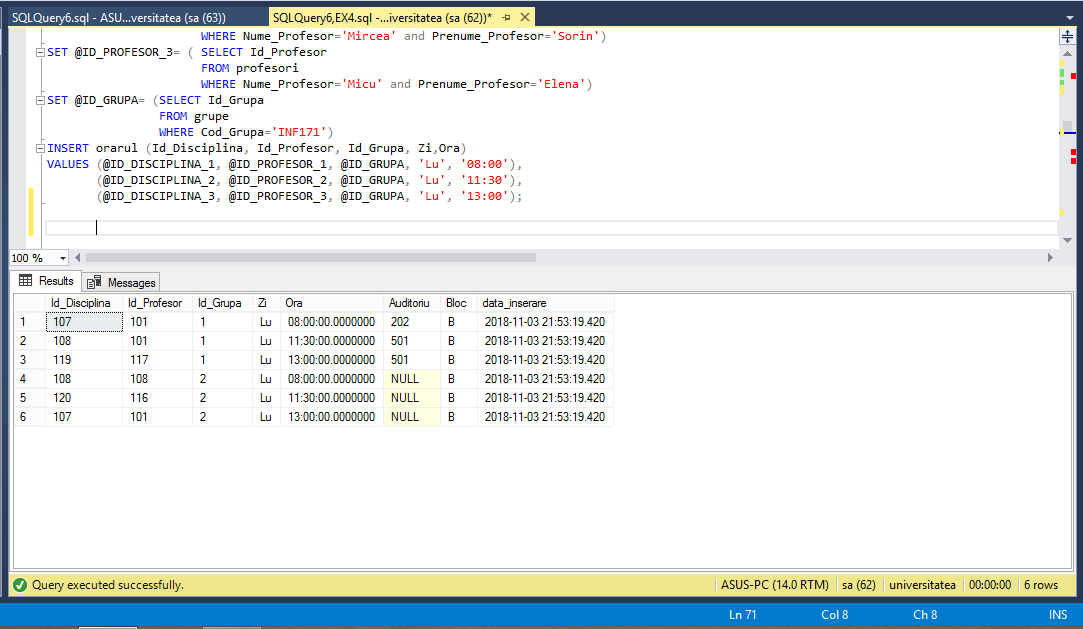 SQLQuery6.sql - ASU...versitatea (sa (63)) SQLQuery6,EX4.sql -...iversitatea (sa (62))*
WHERE Nume_Profesor='Mircea' and Prenume_Profesor='Sorin')
SET @ID_PROFESOR_3= ( SELECT Id_Profesor
FROM profesori
WHERE Nume_Profesor='Micu' and Prenume_Profesor='Elena')
SET @ID_GRUPA= (SELECT Id_Grupa
FROM grupe
WHERE Cod_Grupa='INF171')
INSERT orarul (Id_Disciplina, Id_Profesor, Id_Grupa, Zi,Ora)
VALUES (@ID_DISCIPLINA_1, @ID_PROFESOR_1, @ID_GRUPA, 'Lu', '08:00'),
(@ID_DISCIPLINA_2, @ID_PROFESOR_2, @ID_GRUPA, 'Lu', '11:30'),
(@ID_DISCIPLINA_3, @ID_PROFESOR_3, @ID_GRUPA, 'Lu', '13:00');
100 %
Results Messages
Id_Disciplina Id_Profesor Id_Grupa Zi Ora Auditoriu Bloc data_inserare
1 107 101 1 Lu 08:00:00.0000000 202 B 2018-11-03 21:53:19.420
2 108 101 1 Lu 11:30:00.0000000 501 B 2018-11-03 21:53:19.420
3 119 117 1 Lu 13:00:00.0000000 501 B 2018-11-03 21:53:19.420
4 108 108 2 Lu 08:00:00.0000000 NULL B 2018-11-03 21:53:19.420
5 120 116 2 Lu 11:30:00.0000000 NULL B 2018-11-03 21:53:19.420
6 107 101 2 Lu 13:00:00.0000000 NULL B 2018-11-03 21:53:19.420
Query executed successfully. ASUS-PC (14.0 RTM) sa (62) universitatea 00:00:00 6 rows
Ln 71 Col 8 Ch 8 INS